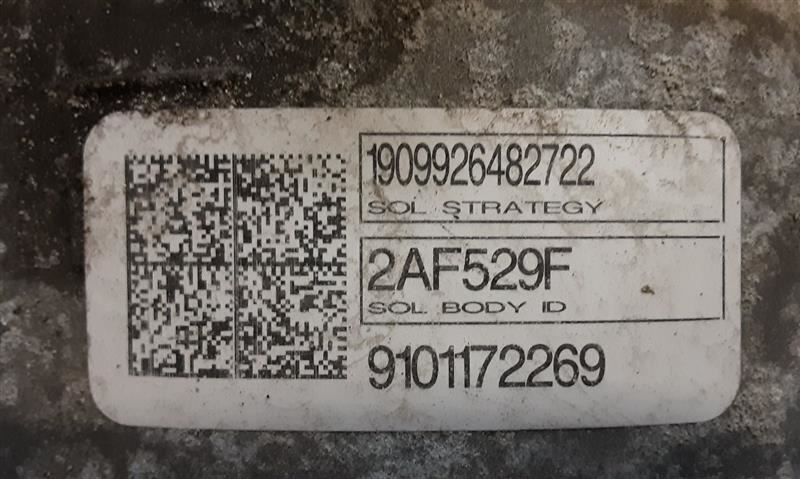 1909926482722
SOL STRATEGY
2AF529F
SOL BODY ID
9101172269